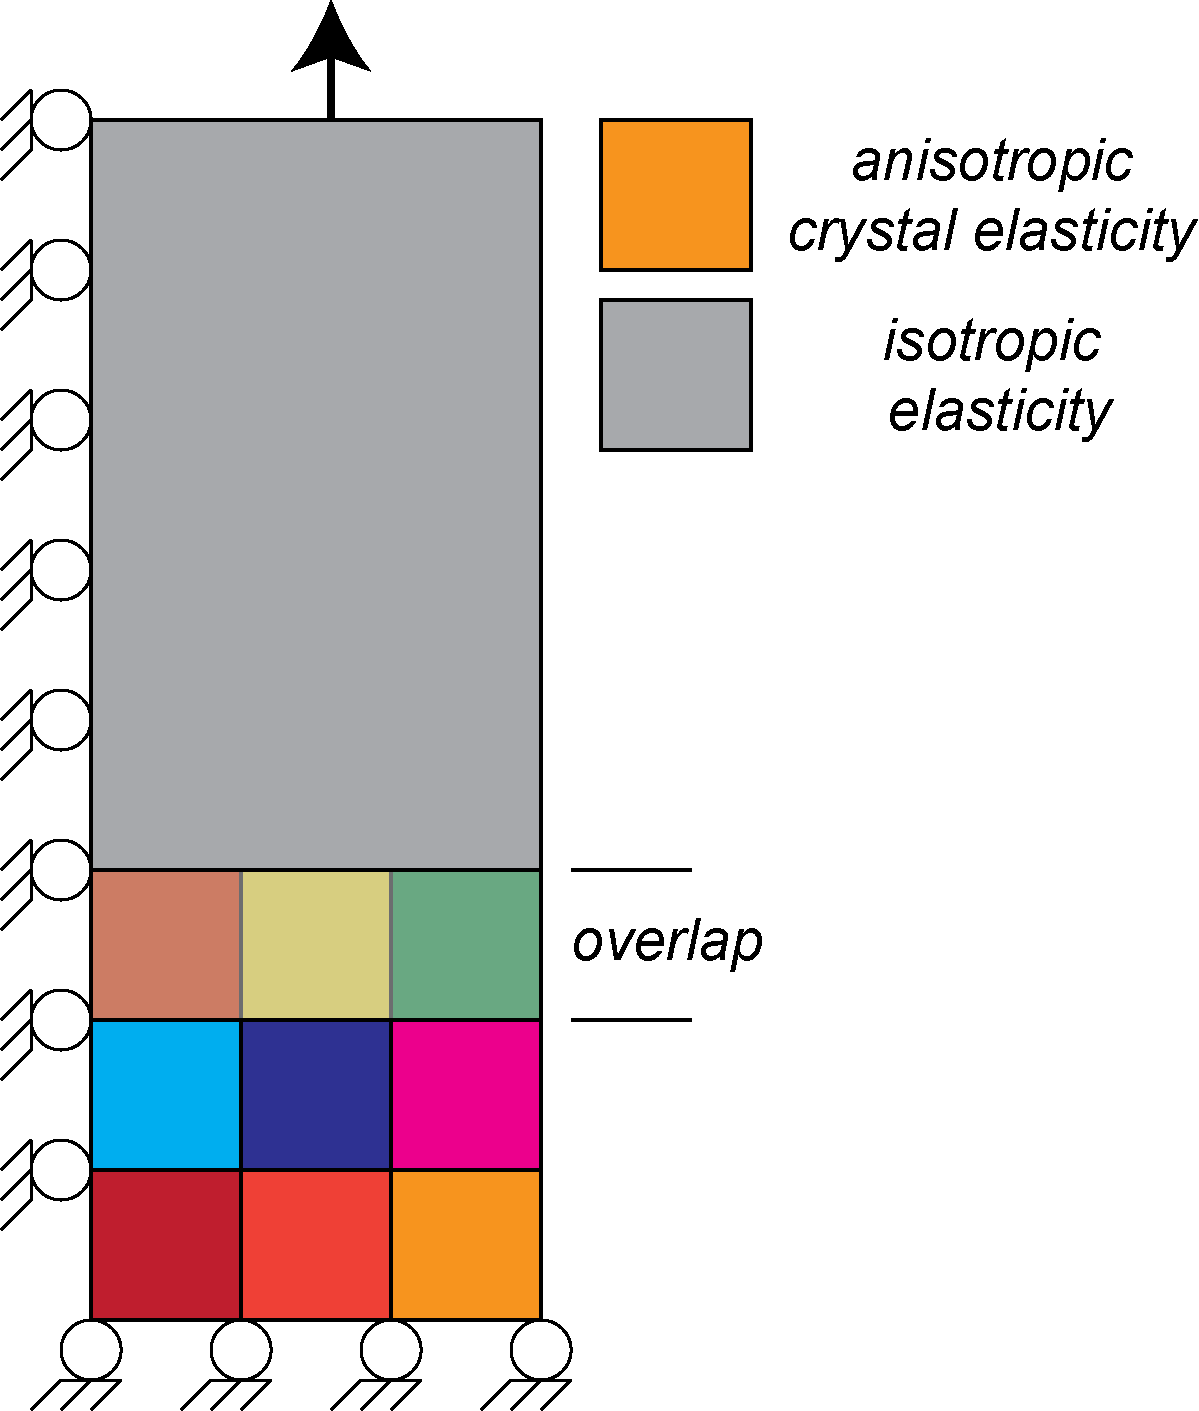 anisotropic
crystal elasticity
isotropic
elasticity
overlap